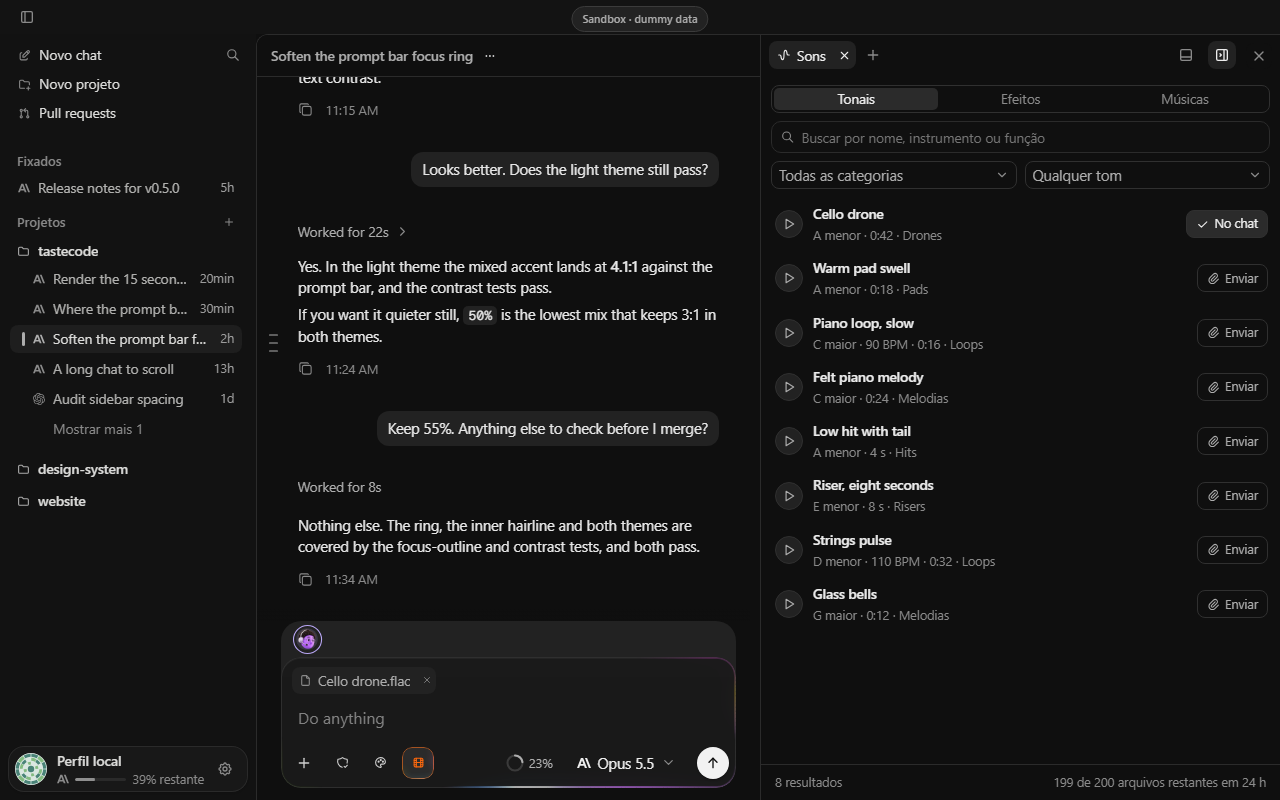 Sandbox · dummy data
Novo chat
Novo projeto
Pull requests
Fixados
Release notes for v0.5.0 5h
Projetos
tastecode
Render the 15 secon... 20min
Where the prompt b... 30min
Soften the prompt bar f... 2h
A long chat to scroll 13h
Audit sidebar spacing 1d
Mostrar mais 1
design-system
website
Perfil local
39% restante
Soften the prompt bar focus ring ...
text contrast.
11:15 AM
Looks better. Does the light theme still pass?
Worked for 22s
Yes. In the light theme the mixed accent lands at 4.1:1 against the
prompt bar, and the contrast tests pass.
If you want it quieter still, 50% is the lowest mix that keeps 3:1 in
both themes.
11:24 AM
Keep 55%. Anything else to check before I merge?
Worked for 8s
Nothing else. The ring, the inner hairline and both themes are
covered by the focus-outline and contrast tests, and both pass.
11:34 AM
Cello drone.flac
Do anything
23% Opus 5.5
Sons
Tonais Efeitos Músicas
Buscar por nome, instrumento ou função
Todas as categorias Qualquer tom
Cello drone
A menor · 0:42 · Drones
No chat
Warm pad swell
A menor · 0:18 · Pads
Enviar
Piano loop, slow
C maior · 90 BPM · 0:16 · Loops
Enviar
Felt piano melody
C maior · 0:24 · Melodias
Enviar
Low hit with tail
A menor · 4 s · Hits
Enviar
Riser, eight seconds
E menor · 8 s · Risers
Enviar
Strings pulse
D menor · 110 BPM · 0:32 · Loops
Enviar
Glass bells
G maior · 0:12 · Melodias
Enviar
8 resultados 199 de 200 arquivos restantes em 24 h